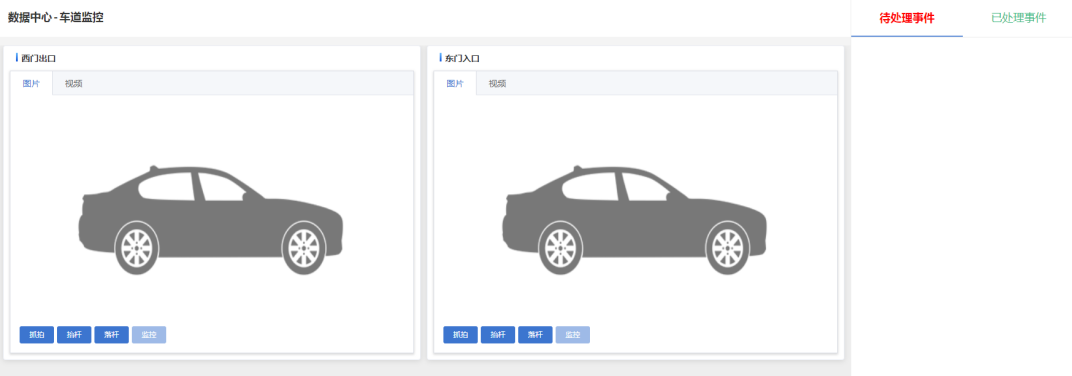 数据中心 - 车道监控
待处理事件
已处理事件
西门出口
图片
视频
抓拍
抬杆
落杆
监控
东门入口
图片
视频
抓拍
抬杆
落杆
监控